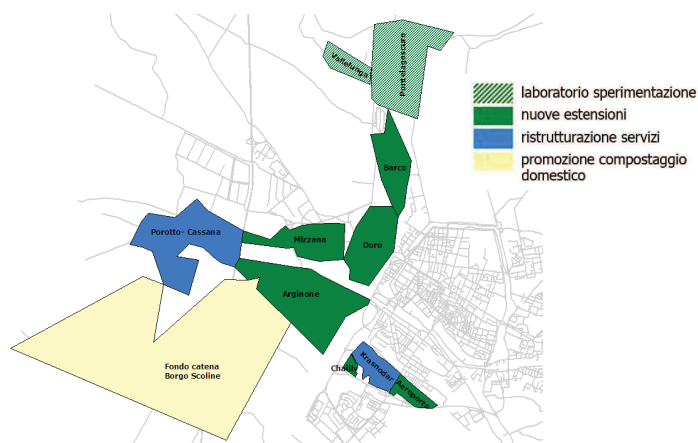 Vallelunga
Pontelagoscuro
laboratorio sperimentazione
nuove estensioni
ristrutturazione servizi
promozione compostaggio
domestico
Barco
Porotto- Cassana
Mizzana
Doro
Arginone
Fondo catena
Borgo Scoline
Chailly
Krasnodar
Aeroporto